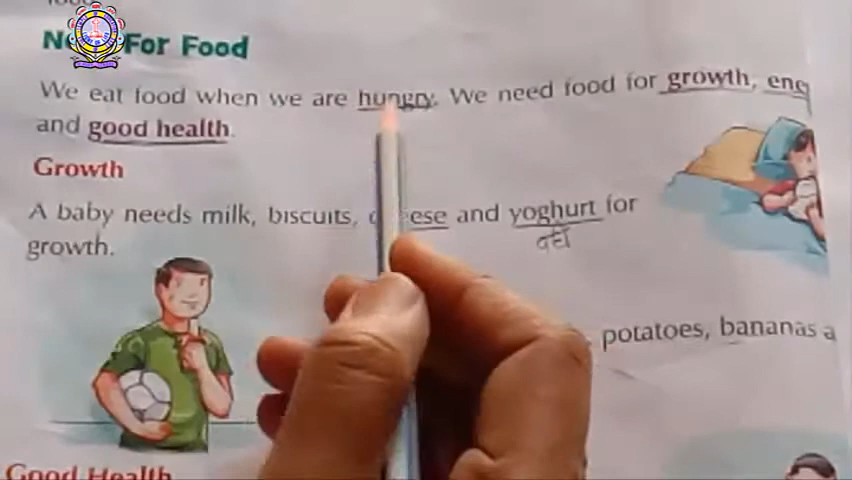 For Food
We eat food when we are hungry. We need food for growth,
and good health.
Growth
A baby needs milk, biscuits, and yoghurt for
दही
growth.
potatoes, bananas
Good Health